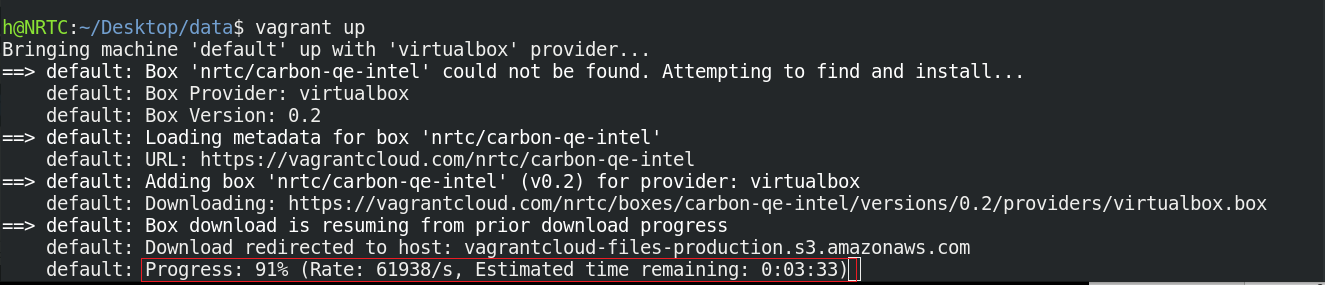 h@NRTC:~/Desktop/data$ vagrant up
Bringing machine 'default' up with 'virtualbox' provider...
==> default: Box 'nrtc/carbon-qe-intel' could not be found. Attempting to find and install...
    default: Box Provider: virtualbox
    default: Box Version: 0.2
==> default: Loading metadata for box 'nrtc/carbon-qe-intel'
    default: URL: https://vagrantcloud.com/nrtc/carbon-qe-intel
==> default: Adding box 'nrtc/carbon-qe-intel' (v0.2) for provider: virtualbox
    default: Downloading: https://vagrantcloud.com/nrtc/boxes/carbon-qe-intel/versions/0.2/providers/virtualbox.box
==> default: Box download is resuming from prior download progress
    default: Download redirected to host: vagrantcloud-files-production.s3.amazonaws.com
    default: Progress: 91% (Rate: 61938/s, Estimated time remaining: 0:03:33)